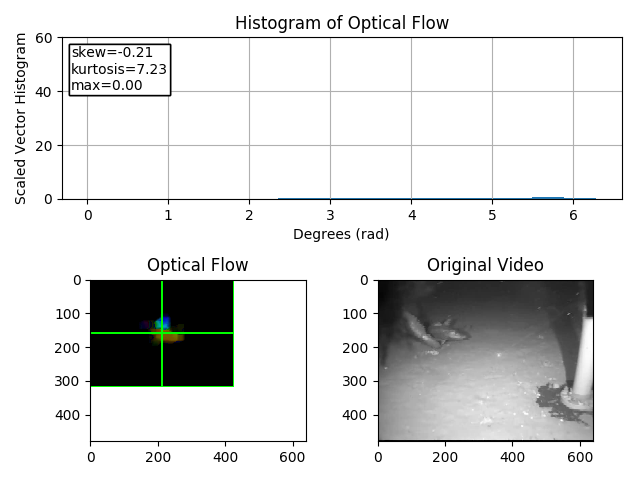 Histogram of Optical Flow
Scaled Vector Histogram
60
40
20
0
skew=-0.21
kurtosis=7.23
max=0.00
0 1 2 3 4 5 6
Degrees (rad)
Optical Flow
0
100
200
300
400
0 200 400 600
Original Video
0
100
200
300
400
0 200 400 600